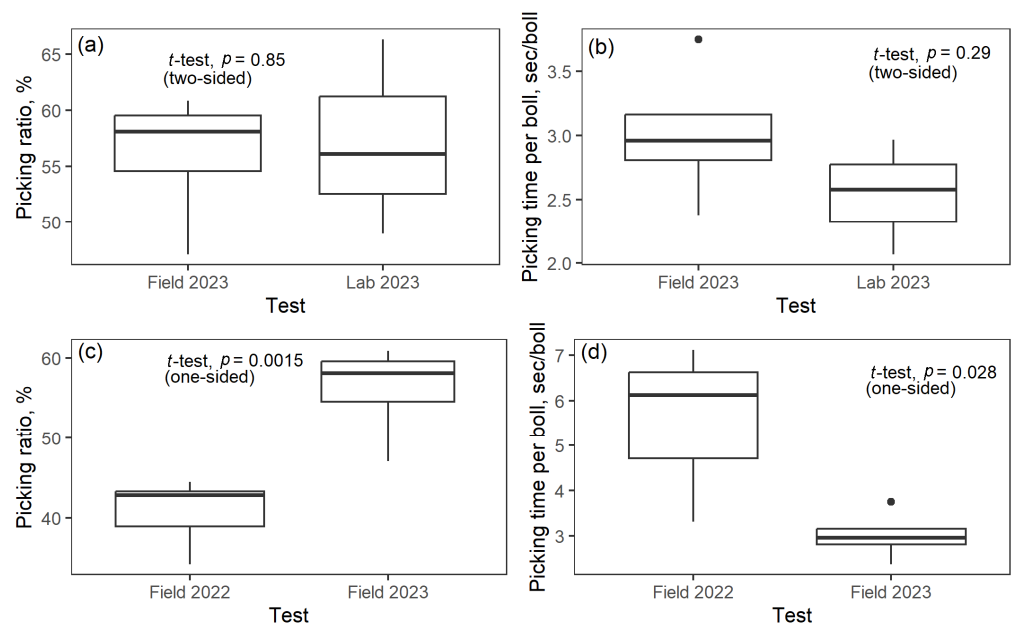 (a)
t-test, p = 0.85
(two-sided)
Picking ratio, %
65
60
55
50
Field 2023
Lab 2023
Test
(b)
t-test, p = 0.29
(two-sided)
Picking time per boll, sec/boll
3.5
3.0
2.5
2.0
Field 2023
Lab 2023
Test
(c)
t-test, p = 0.0015
(one-sided)
Picking ratio, %
60
50
40
Field 2022
Field 2023
Test
(d)
t-test, p = 0.028
(one-sided)
Picking time per boll, sec/boll
7
6
5
4
3
Field 2022
Field 2023
Test